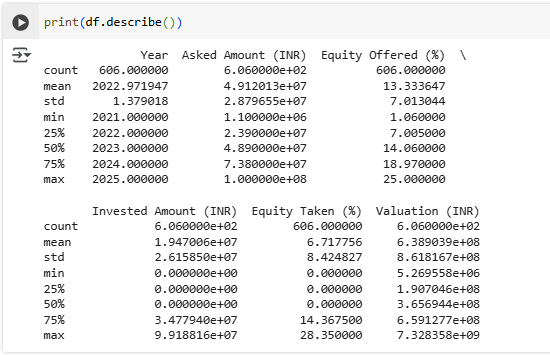 print(df.describe())
Year Asked Amount (INR) Equity Offered (%) \
count 606.000000 6.060000e+02 606.000000
mean 2022.971947 4.912013e+07 13.333647
std 1.379018 2.879655e+07 7.013044
min 2021.000000 1.100000e+06 1.060000
25% 2022.000000 2.390000e+07 7.005000
50% 2023.000000 4.890000e+07 14.060000
75% 2024.000000 7.380000e+07 18.970000
max 2025.000000 1.000000e+08 25.000000
Invested Amount (INR) Equity Taken (%) Valuation (INR)
count 6.060000e+02 606.000000 6.060000e+02
mean 1.947006e+07 6.717756 6.389039e+08
std 2.615850e+07 8.424827 8.618167e+08
min 0.000000e+00 0.000000 5.269558e+06
25% 0.000000e+00 0.000000 1.907046e+08
50% 0.000000e+00 0.000000 3.656944e+08
75% 3.477940e+07 14.367500 6.591277e+08
max 9.918816e+07 28.350000 7.328358e+09